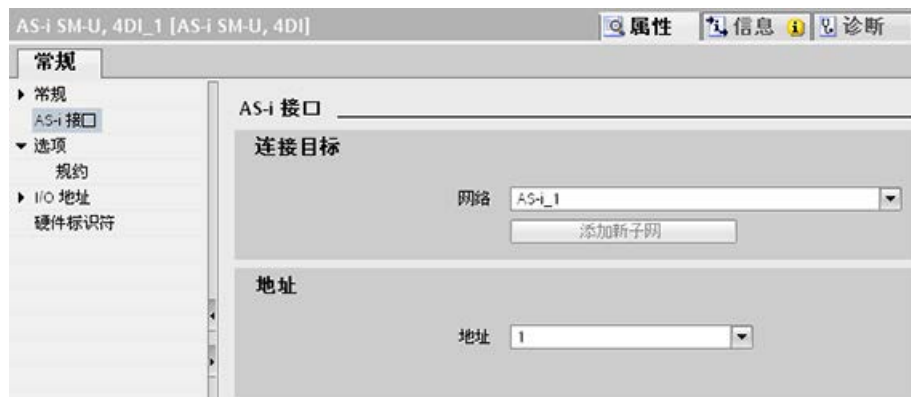 AS-i SM-U, 4DI_1 [AS-i SM-U, 4DI]
属性
信息
诊断
常规
常规
AS-i 接口
选项
规约
I/O 地址
硬件标识符
AS-i 接口
连接目标
网络 AS-i_1
添加新子网
地址
地址 1